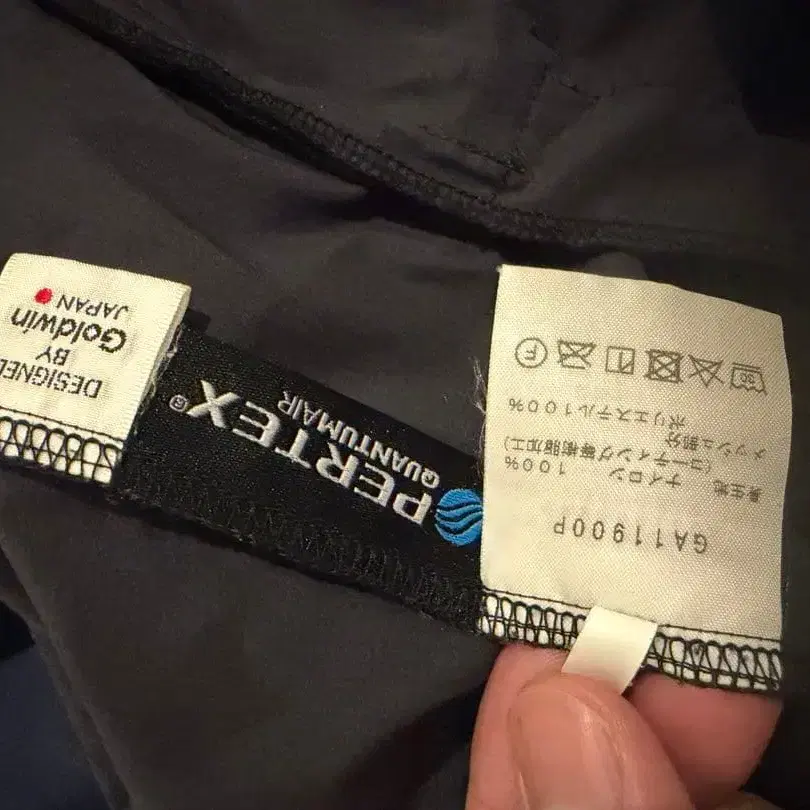 DESIGNED
BY
Goldwin
JAPAN
PERTEX®
QUANTUMAIR
GA11900P
表生地 ナイロン 100%
(コーティング等樹脂加工)
メッシュ部分
ポリエステル100%
30
F